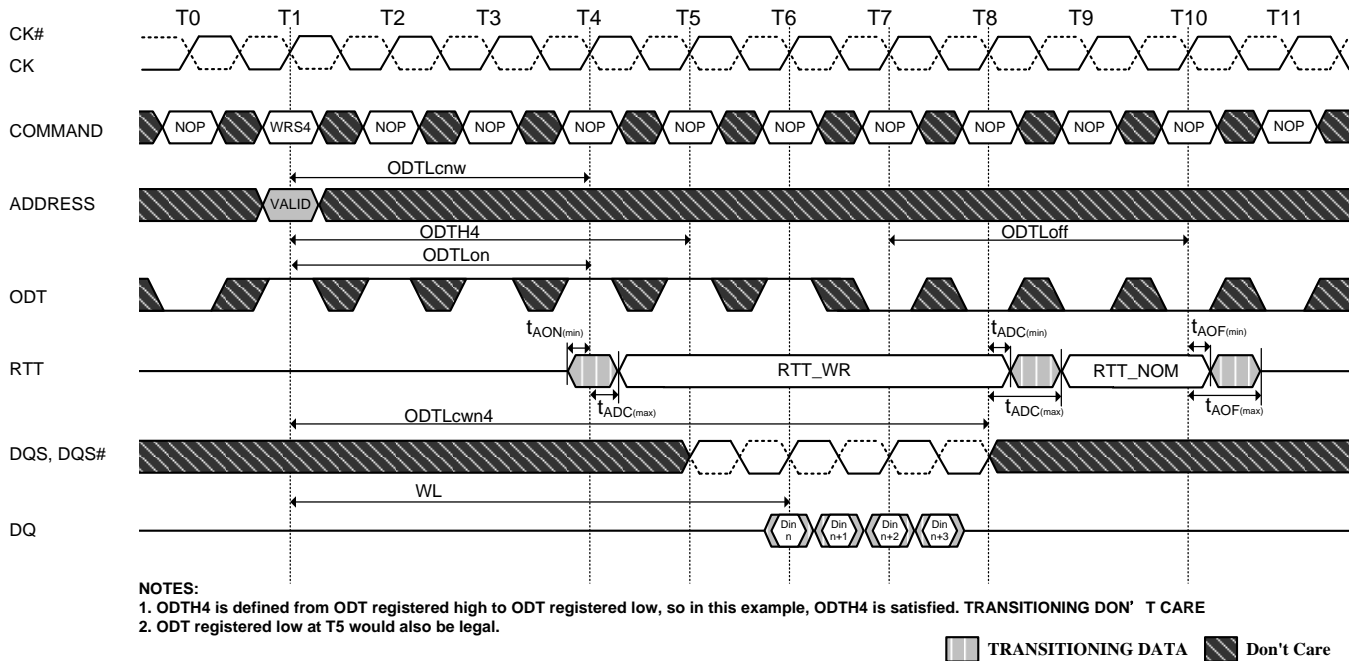 T0 T1 T2 T3 T4 T5 T6 T7 T8 T9 T10 T11
CK#
CK
COMMAND NOP WRS4 NOP NOP NOP NOP NOP NOP NOP NOP NOP NOP
ODTLcnw
ADDRESS VALID
ODTH4 ODTLoff
ODTLon
ODT
tAON(min) tADC(min) tAOF(min)
RTT RTT_WR RTT_NOM
tADC(max) tADC(max) tAOF(max)
ODTLcwn4
DQS, DQS#
WL
DQ Din n Din n+1 Din n+2 Din n+3
NOTES:
1. ODTH4 is defined from ODT registered high to ODT registered low, so in this example, ODTH4 is satisfied. TRANSITIONING DON' T CARE
2. ODT registered low at T5 would also be legal.
TRANSITIONING DATA Don't Care